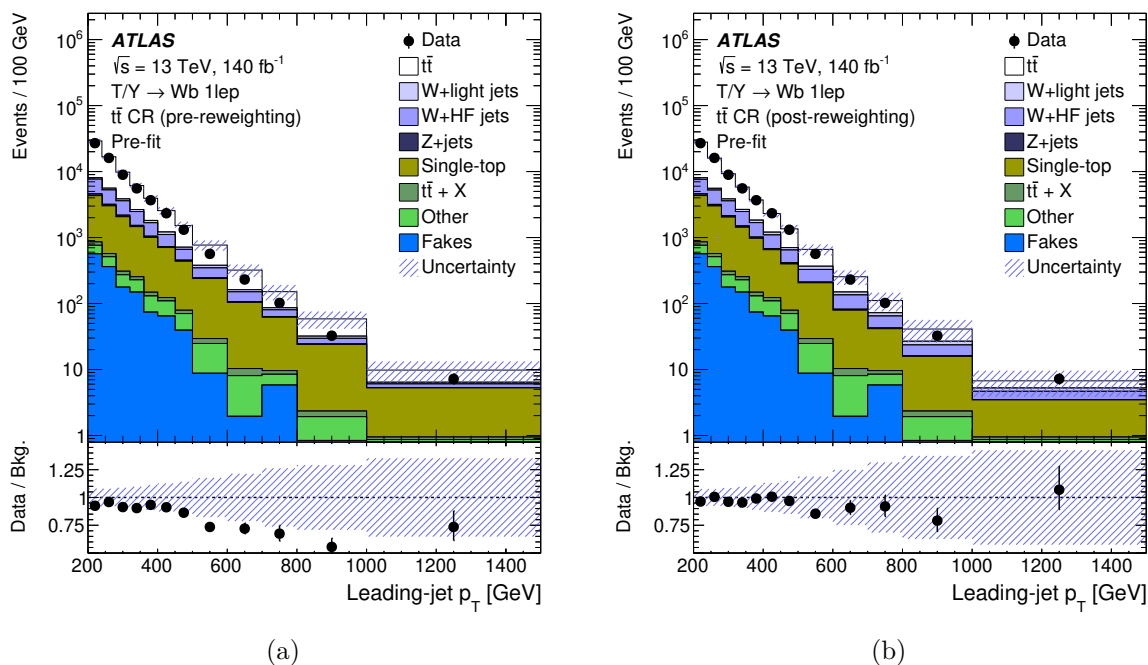 Events / 100 GeV
10⁶
10⁵
10⁴
10³
10²
10
1
ATLAS
√s = 13 TeV, 140 fb⁻¹
T/Y → Wb 1lep
tt̄ CR (pre-reweighting)
Pre-fit
Data
tt̄
W+light jets
W+HF jets
Z+jets
Single-top
tt̄ + X
Other
Fakes
Uncertainty
Data / Bkg.
1.25
1
0.75
200 400 600 800 1000 1200 1400
Leading-jet p_T [GeV]
(a)
Events / 100 GeV
10⁶
10⁵
10⁴
10³
10²
10
1
ATLAS
√s = 13 TeV, 140 fb⁻¹
T/Y → Wb 1lep
tt̄ CR (post-reweighting)
Pre-fit
Data
tt̄
W+light jets
W+HF jets
Z+jets
Single-top
tt̄ + X
Other
Fakes
Uncertainty
Data / Bkg.
1.25
1
0.75
200 400 600 800 1000 1200 1400
Leading-jet p_T [GeV]
(b)